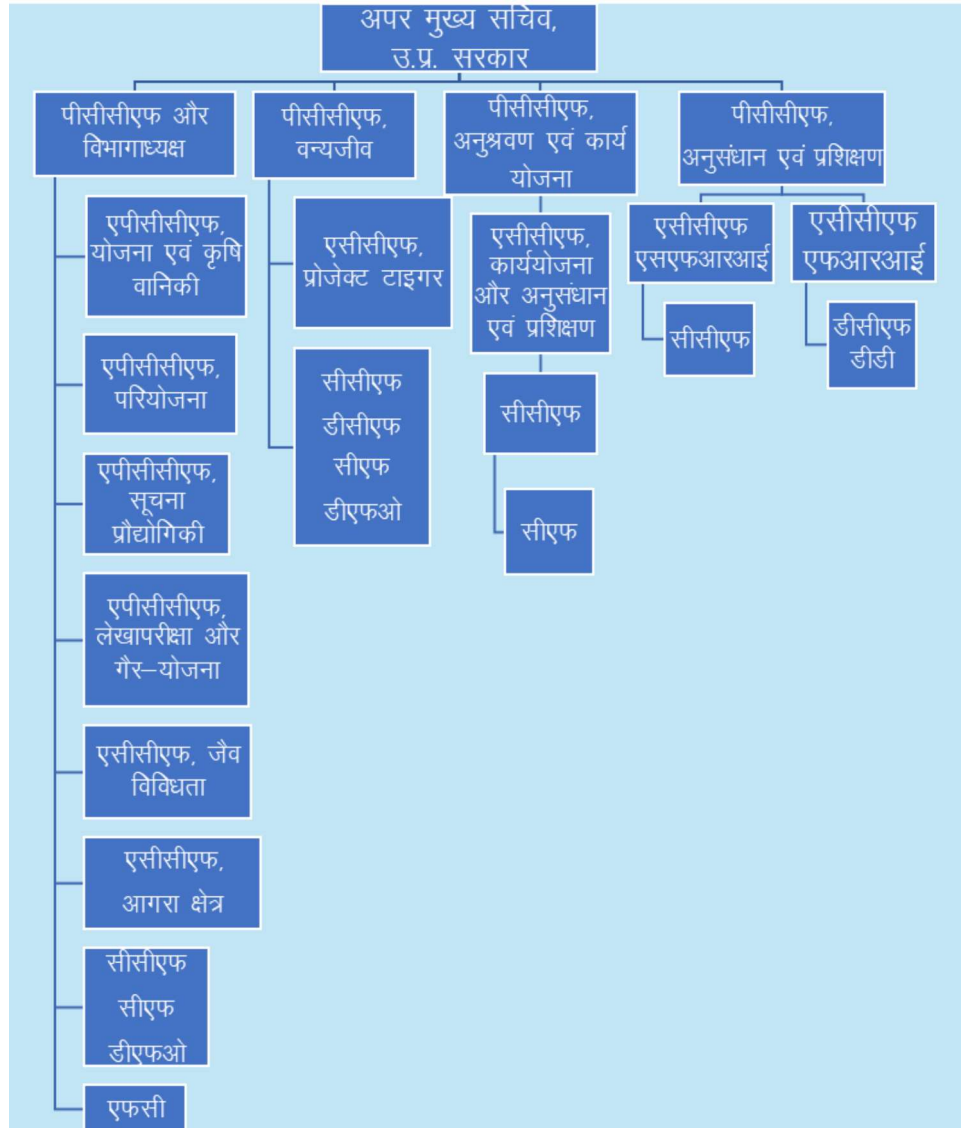 अपर मुख्य सचिव,
उ.प्र. सरकार
पीसीसीएफ और
विभागाध्यक्ष
एपीसीसीएफ,
योजना एवं कृषि
वानिकी
एपीसीसीएफ,
परियोजना
एपीसीसीएफ,
सूचना
प्रौद्योगिकी
एपीसीसीएफ,
लेखापरीक्षा और
गैर–योजना
एसीसीएफ, जैव
विविधता
एसीसीएफ,
आगरा क्षेत्र
सीसीएफ
सीएफ
डीएफओ
एफसी
पीसीसीएफ,
वन्यजीव
एसीसीएफ,
प्रोजेक्ट टाइगर
सीसीएफ
डीसीएफ
सीएफ
डीएफओ
पीसीसीएफ,
अनुश्रवण एवं कार्य
योजना
एसीसीएफ,
कार्ययोजना
और अनुसंधान
एवं प्रशिक्षण
सीसीएफ
सीएफ
पीसीसीएफ,
अनुसंधान एवं प्रशिक्षण
एसीसीएफ
एसएफआरआई
सीसीएफ
एसीसीएफ
एफआरआई
डीसीएफ
डीडी